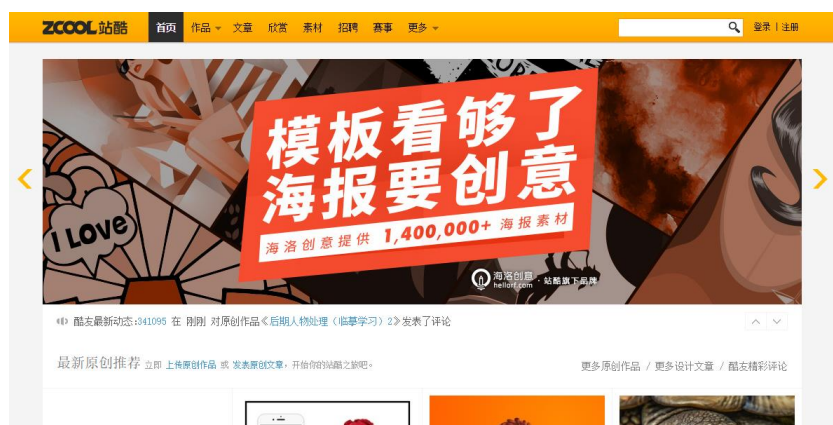 ZCOOL 站酷 首页 作品 文章 欣赏 素材 招聘 赛事 更多 登录 | 注册
模板看够了
海报要创意
海洛创意提供 1,400,000+ 海报素材
I LOVE
海洛创意
hellorf.com · 站酷旗下品牌
酷友最新动态:341095 在 刚刚 对原创作品《后期人物处理（临摹学习）2》发表了评论
最新原创推荐 立即 上传原创作品 或 发表原创文章，开始你的站酷之旅吧。 更多原创作品 / 更多设计文章 / 酷友精彩评论